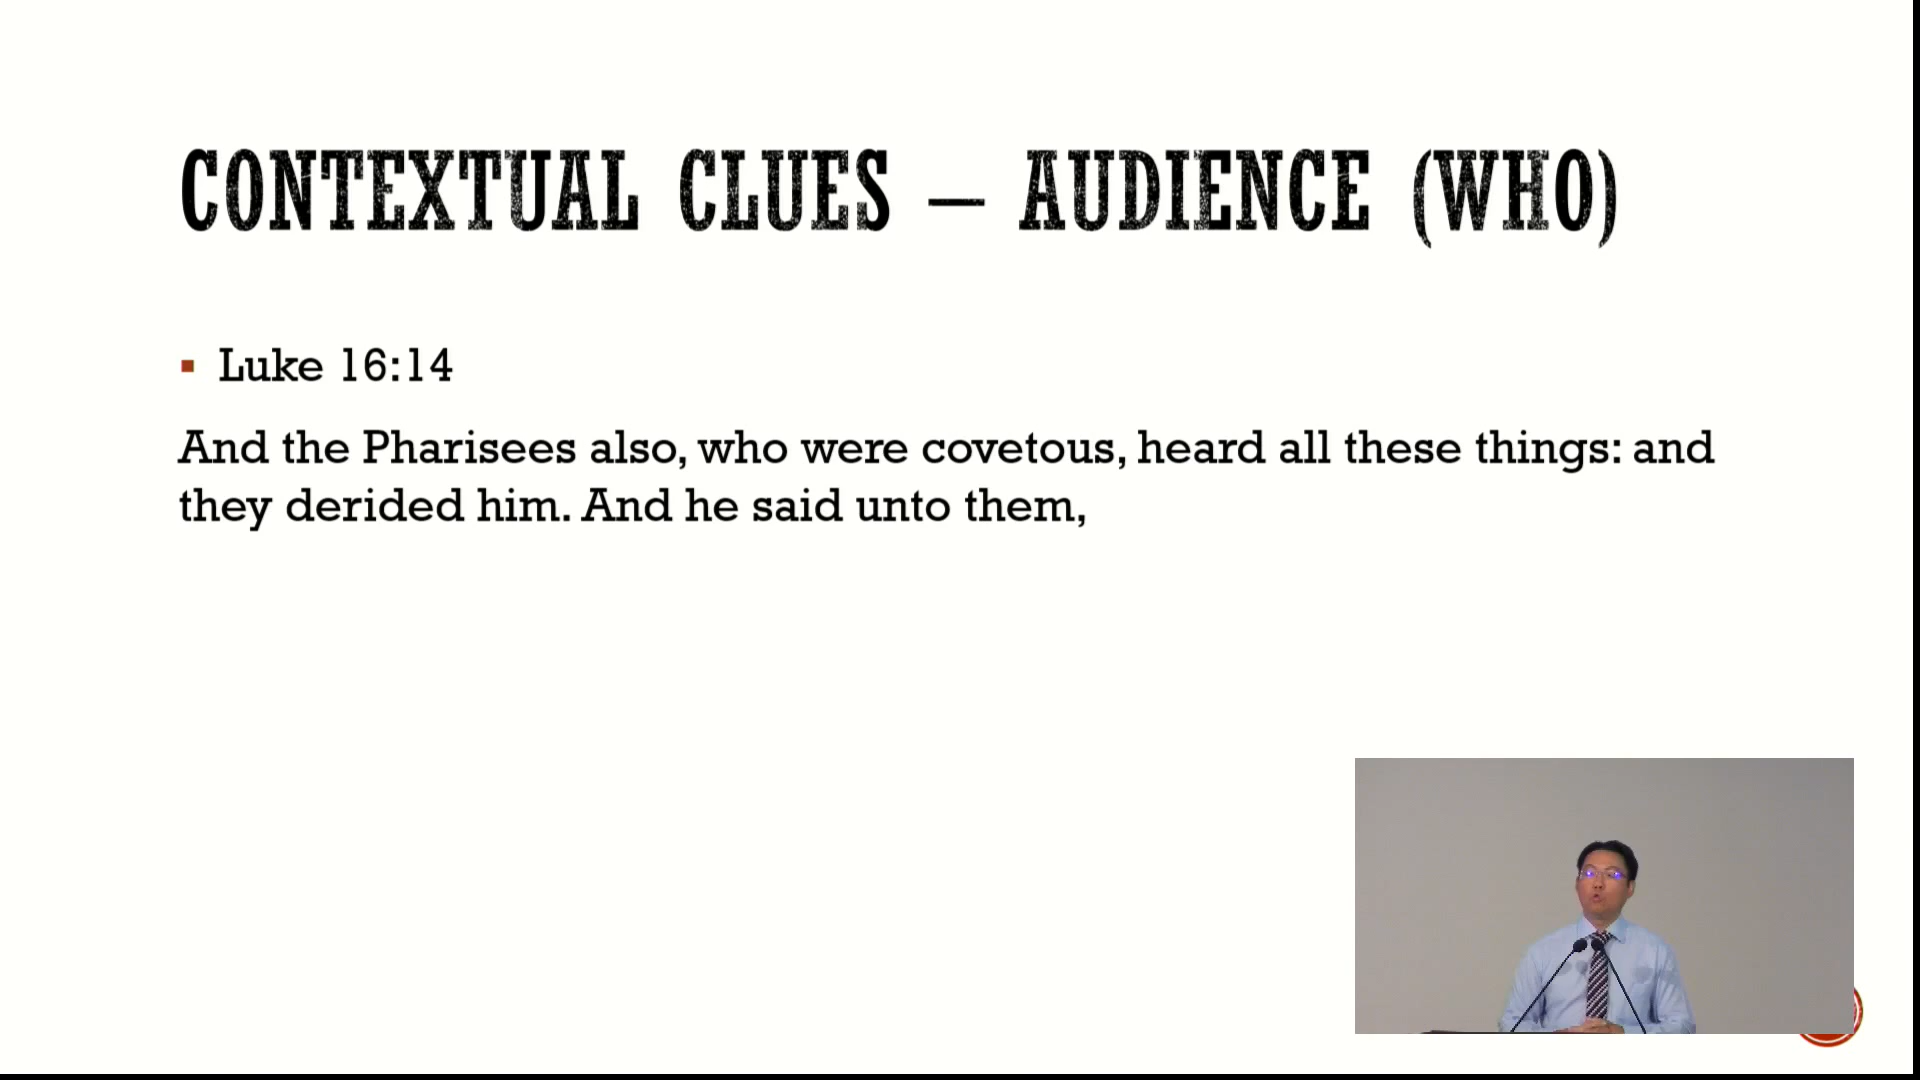 CONTEXTUAL CLUES – AUDIENCE (WHO)
Luke 16:14
And the Pharisees also, who were covetous, heard all these things: and
they derided him. And he said unto them,